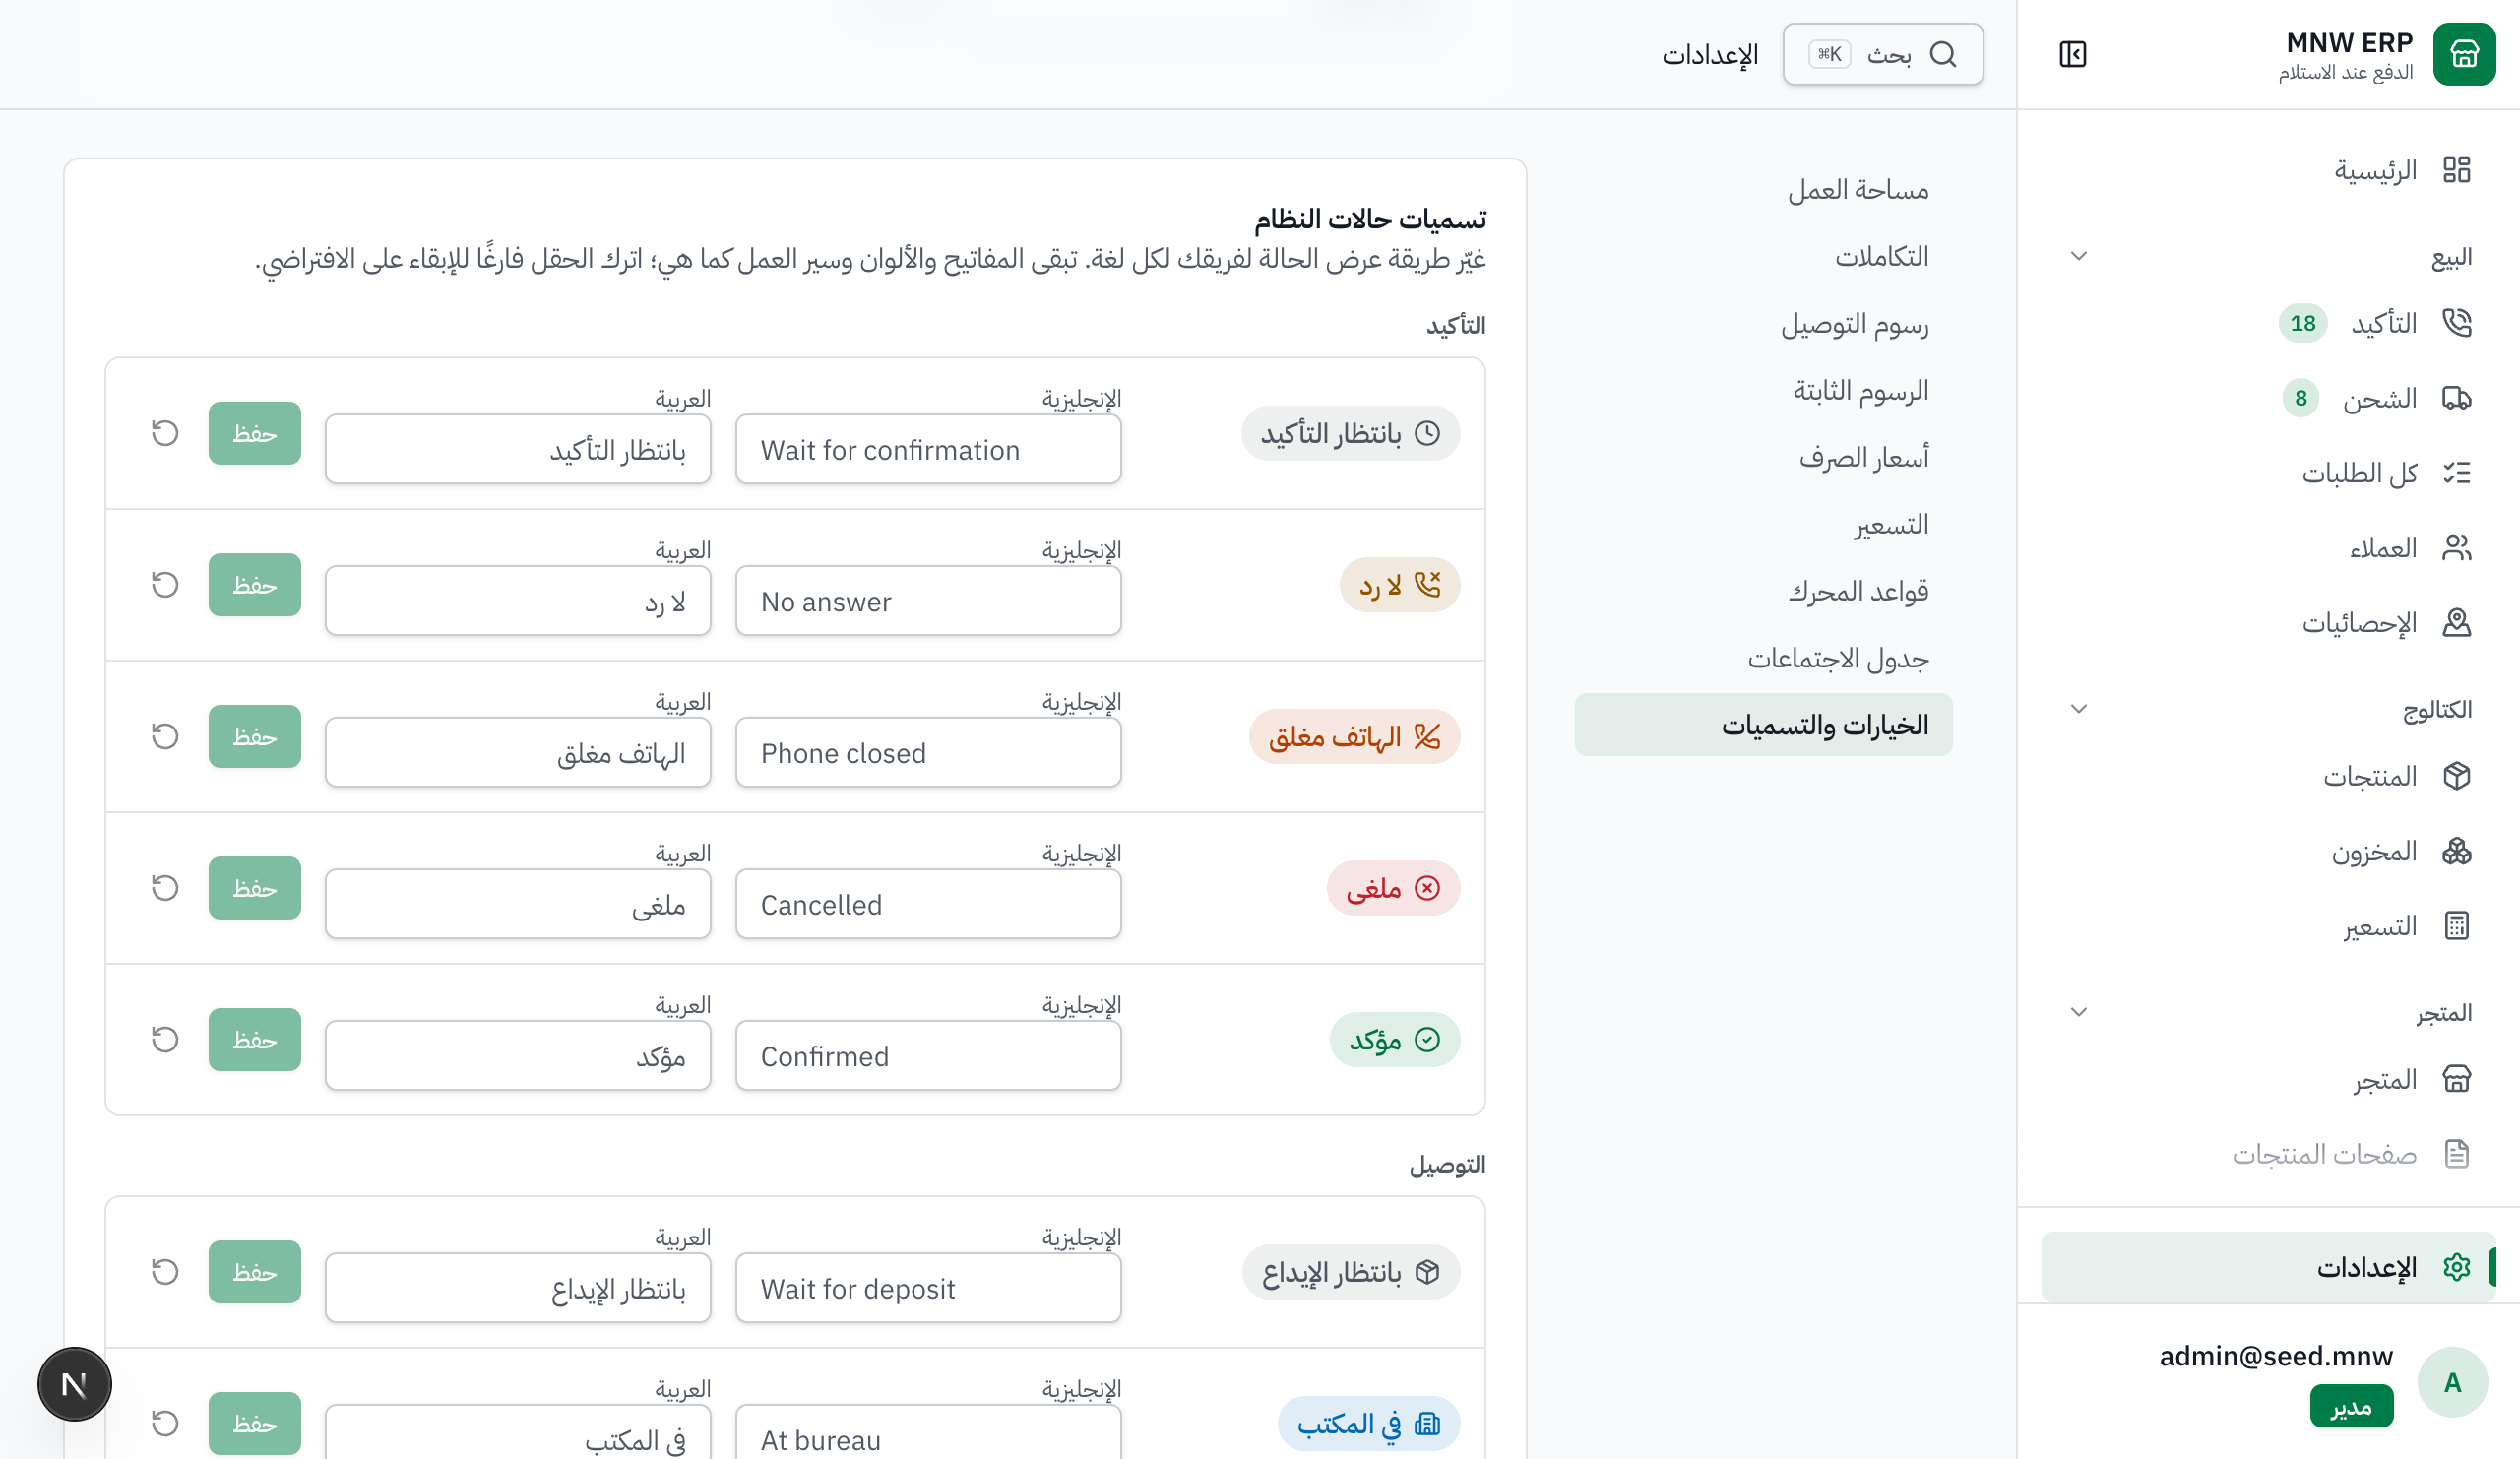 MNW ERP
الدفع عند الاستلام
الرئيسية
البيع
التأكيد 18
الشحن 8
كل الطلبات
العملاء
الإحصائيات
الكتالوج
المنتجات
المخزون
التسعير
المتجر
المتجر
صفحات المنتجات
الإعدادات
admin@seed.mnw
A
مدير
بحث ⌘K
الإعدادات
مساحة العمل
التكاملات
رسوم التوصيل
الرسوم الثابتة
أسعار الصرف
التسعير
قواعد المحرك
جدول الاجتماعات
الخيارات والتسميات
تسميات حالات النظام
غيّر طريقة عرض الحالة لفريقك لكل لغة. تبقى المفاتيح والألوان وسير العمل كما هي؛ اترك الحقل فارغًا للإبقاء على الافتراضي.
التأكيد
الإنجليزية العربية
بانتظار التأكيد Wait for confirmation بانتظار التأكيد حفظ
الإنجليزية العربية
لا رد No answer لا رد حفظ
الإنجليزية العربية
الهاتف مغلق Phone closed الهاتف مغلق حفظ
الإنجليزية العربية
ملغى Cancelled ملغى حفظ
الإنجليزية العربية
مؤكد Confirmed مؤكد حفظ
التوصيل
الإنجليزية العربية
بانتظار الإيداع Wait for deposit بانتظار الإيداع حفظ
الإنجليزية العربية
في المكتب At bureau في المكتب حفظ
N